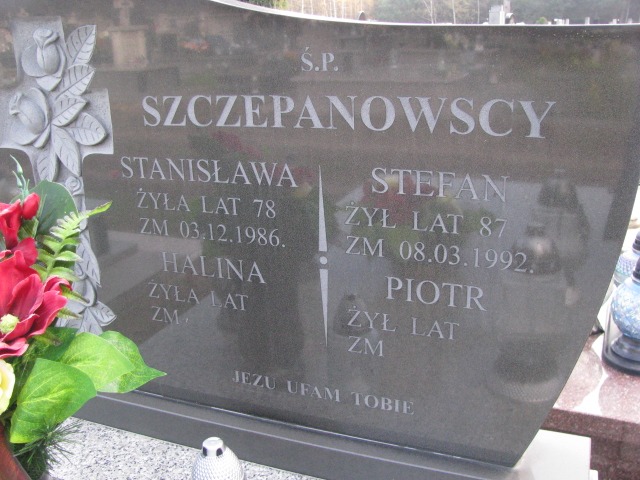 Ś.P.
SZCZEPANOWSCY
STANISŁAWA
ŻYŁA LAT 78
ZM 03.12.1986.
HALINA
ŻYŁA LAT
ZM.
STEFAN
ŻYŁ LAT 87
ZM 08.03.1992.
PIOTR
ŻYŁ LAT
ZM
JEZU UFAM TOBIE